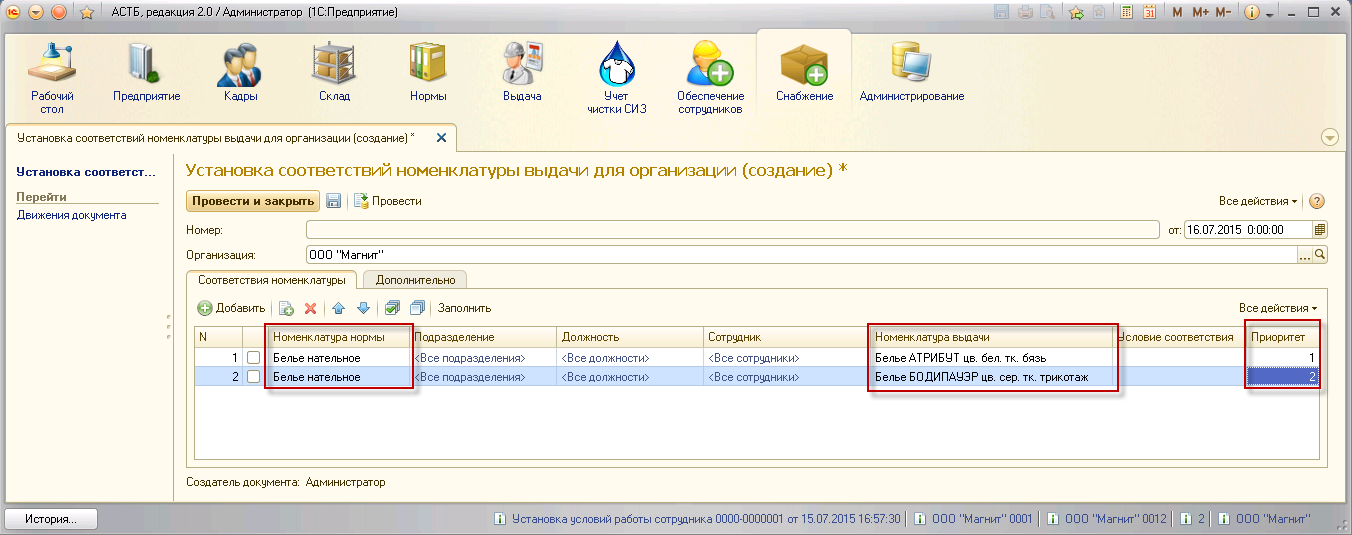 АСТБ, редакция 2.0 / Администратор (1С:Предприятие)
M M+ M-
Рабочий стол
Предприятие
Кадры
Склад
Нормы
Выдача
Учет чистки СИЗ
Обеспечение сотрудников
Снабжение
Администрирование
Установка соответствий номенклатуры выдачи для организации (создание) *
Установка соответст...
Перейти
Движения документа
Установка соответствий номенклатуры выдачи для организации (создание) *
Провести и закрыть Провести Все действия
Номер: от: 16.07.2015 0:00:00
Организация: ООО "Магнит"
Соответствия номенклатуры Дополнительно
Добавить Заполнить Все действия
N Номенклатура нормы Подразделение Должность Сотрудник Номенклатура выдачи Условие соответствия Приоритет
1 Белье нательное <Все подразделения> <Все должности> <Все сотрудники> Белье АТРИБУТ цв. бел. тк. бязь 1
2 Белье нательное <Все подразделения> <Все должности> <Все сотрудники> Белье БОДИПАУЭР цв. сер. тк. трикотаж 2
Создатель документа: Администратор
История... Установка условий работы сотрудника 0000-0000001 от 15.07.2015 16:57:30 ООО "Магнит" 0001 ООО "Магнит" 0012 2 ООО "Магнит"